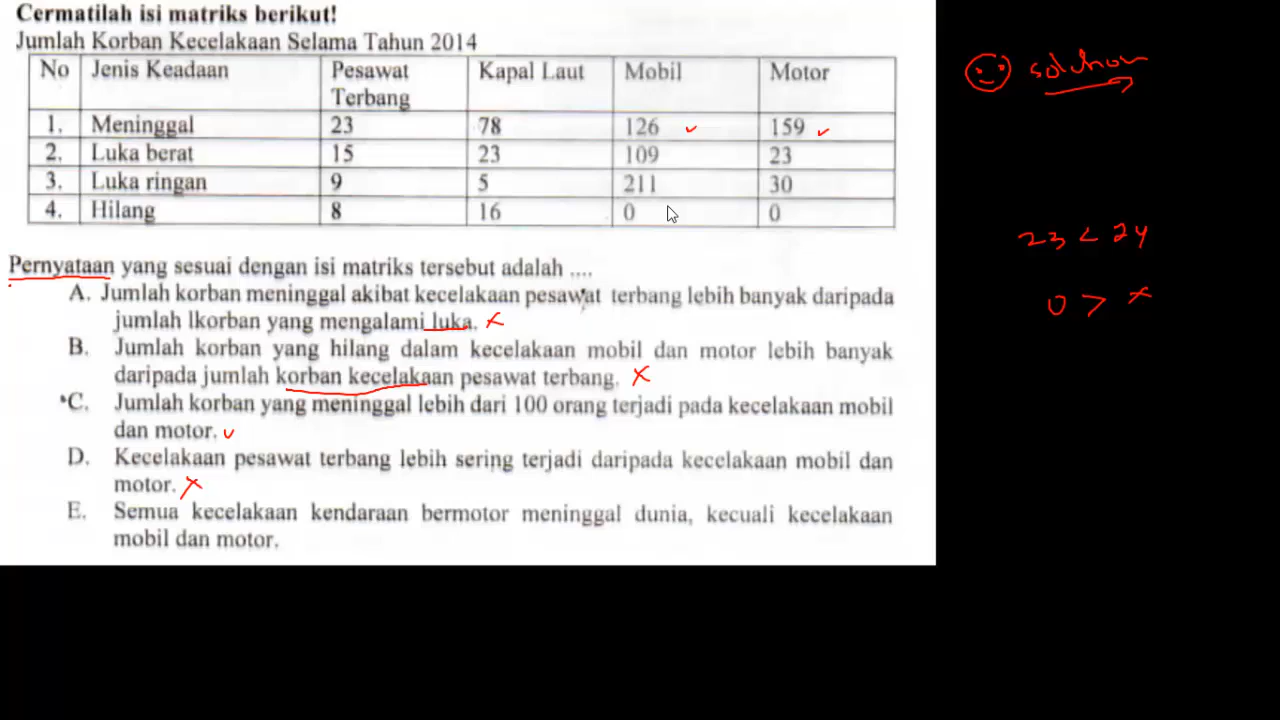 Cermatilah isi matriks berikut!
Jumlah Korban Kecelakaan Selama Tahun 2014
No Jenis Keadaan Pesawat Terbang Kapal Laut Mobil Motor
1. Meninggal 23 78 126 159
2. Luka berat 15 23 109 23
3. Luka ringan 9 5 211 30
4. Hilang 8 16 0 0
Pernyataan yang sesuai dengan isi matriks tersebut adalah ....
A. Jumlah korban meninggal akibat kecelakaan pesawat terbang lebih banyak daripada
jumlah lkorban yang mengalami luka.
B. Jumlah korban yang hilang dalam kecelakaan mobil dan motor lebih banyak
daripada jumlah korban kecelakaan pesawat terbang.
C. Jumlah korban yang meninggal lebih dari 100 orang terjadi pada kecelakaan mobil
dan motor.
D. Kecelakaan pesawat terbang lebih sering terjadi daripada kecelakaan mobil dan
motor.
E. Semua kecelakaan kendaraan bermotor meninggal dunia, kecuali kecelakaan
mobil dan motor.
solution
23 < 24
0 > x